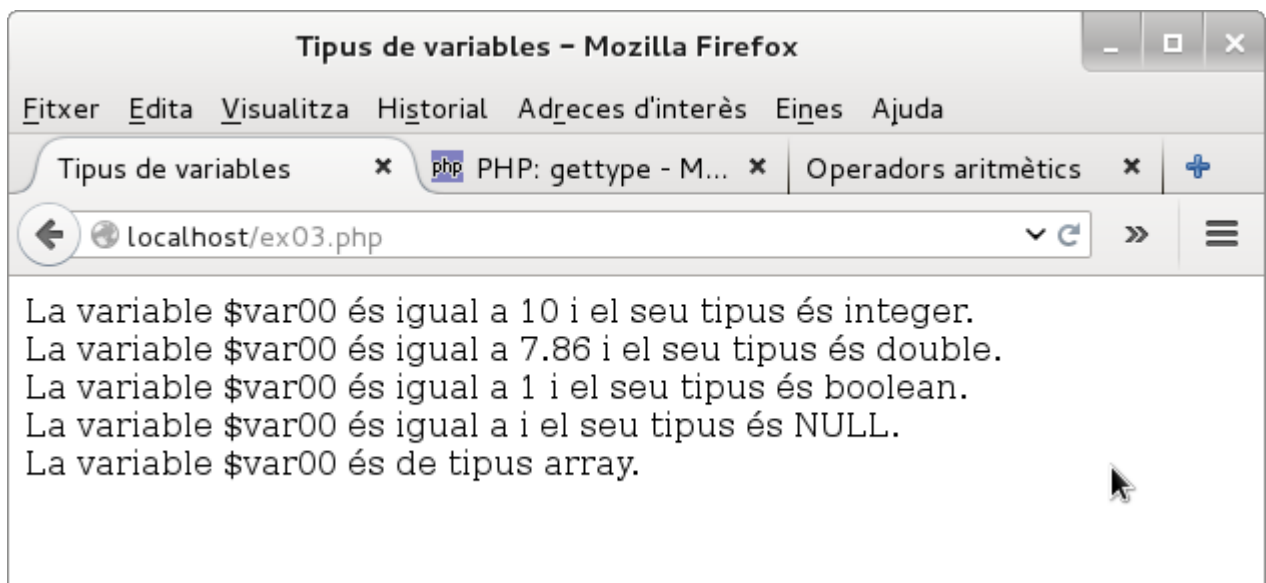 Tipus de variables - Mozilla Firefox
Fitxer Edita Visualitza Historial Adreces d'interès Eines Ajuda
Tipus de variables php PHP: gettype - M... Operadors aritmètics
localhost/ex03.php
La variable $var00 és igual a 10 i el seu tipus és integer.
La variable $var00 és igual a 7.86 i el seu tipus és double.
La variable $var00 és igual a 1 i el seu tipus és boolean.
La variable $var00 és igual a i el seu tipus és NULL.
La variable $var00 és de tipus array.